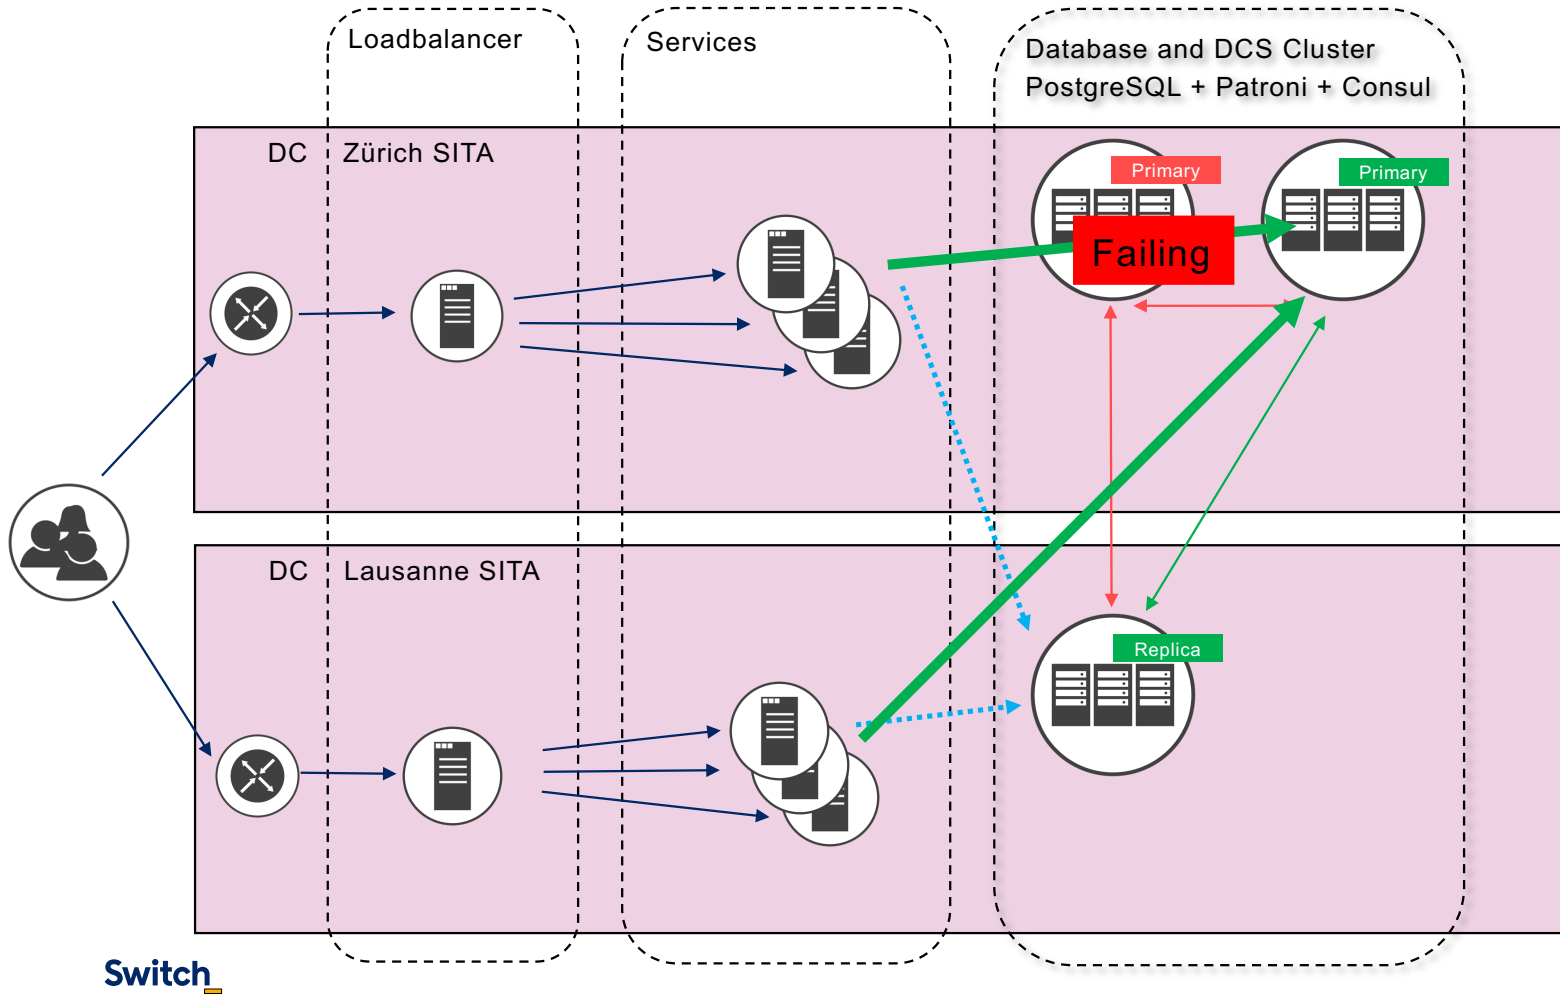 Loadbalancer
Services
Database and DCS Cluster
PostgreSQL + Patroni + Consul
DC Zürich SITA
Primary
Primary
Failing
DC Lausanne SITA
Replica
Switch_